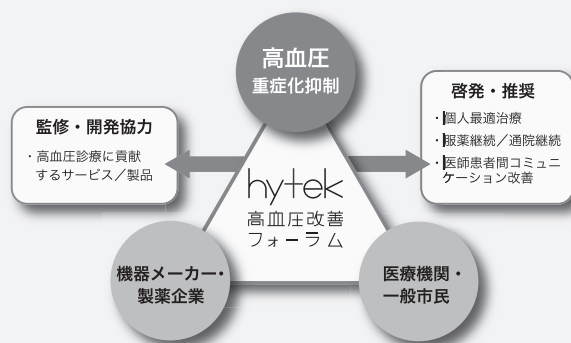 高血圧
重症化抑制
監修・開発協力
・高血圧診療に貢献
するサービス／製品
啓発・推奨
・個人最適治療
・服薬継続／通院継続
・医師患者間コミュニ
ケーション改善
hytek
高血圧改善
フォーラム
機器メーカー・
製薬企業
医療機関・
一般市民